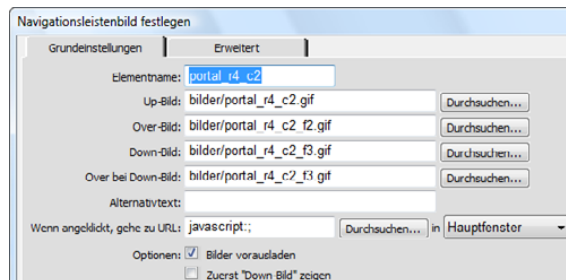 Navigationsleistenbild festlegen
Grundeinstellungen Erweitert
Elementname: portal_r4_c2
Up-Bild: bilder/portal_r4_c2.gif Durchsuchen...
Over-Bild: bilder/portal_r4_c2_f2.gif Durchsuchen...
Down-Bild: bilder/portal_r4_c2_f3.gif Durchsuchen...
Over bei Down-Bild: bilder/portal_r4_c2_f3.gif Durchsuchen...
Alternativtext:
Wenn angeklickt, gehe zu URL: javascript:; Durchsuchen... in Hauptfenster
Optionen: Bilder vorausladen
Zuerst "Down Bild" zeigen